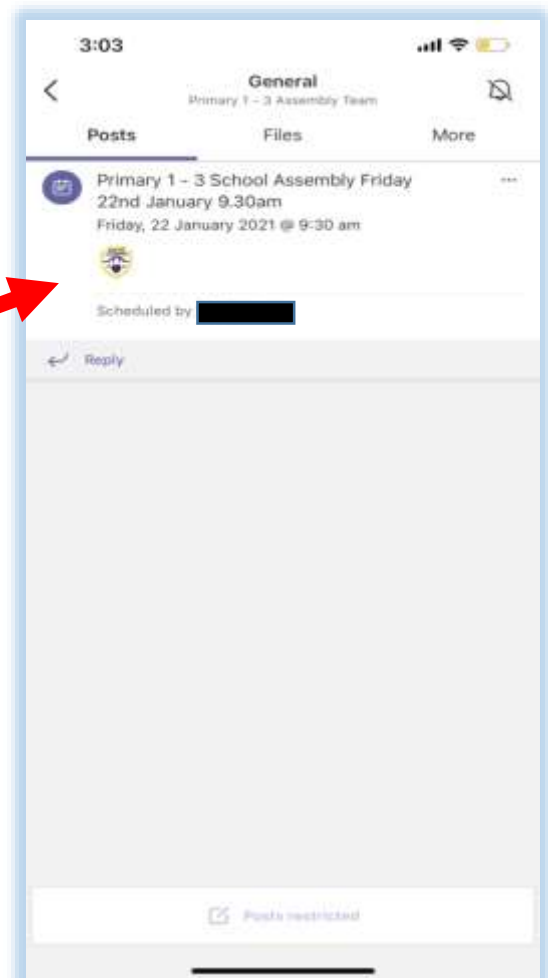 3:03
General
Primary 1 - 3 Assembly Team
Posts Files More
Primary 1 - 3 School Assembly Friday
22nd January 9.30am
Friday, 22 January 2021 @ 9:30 am
Scheduled by
Reply
Posts restricted